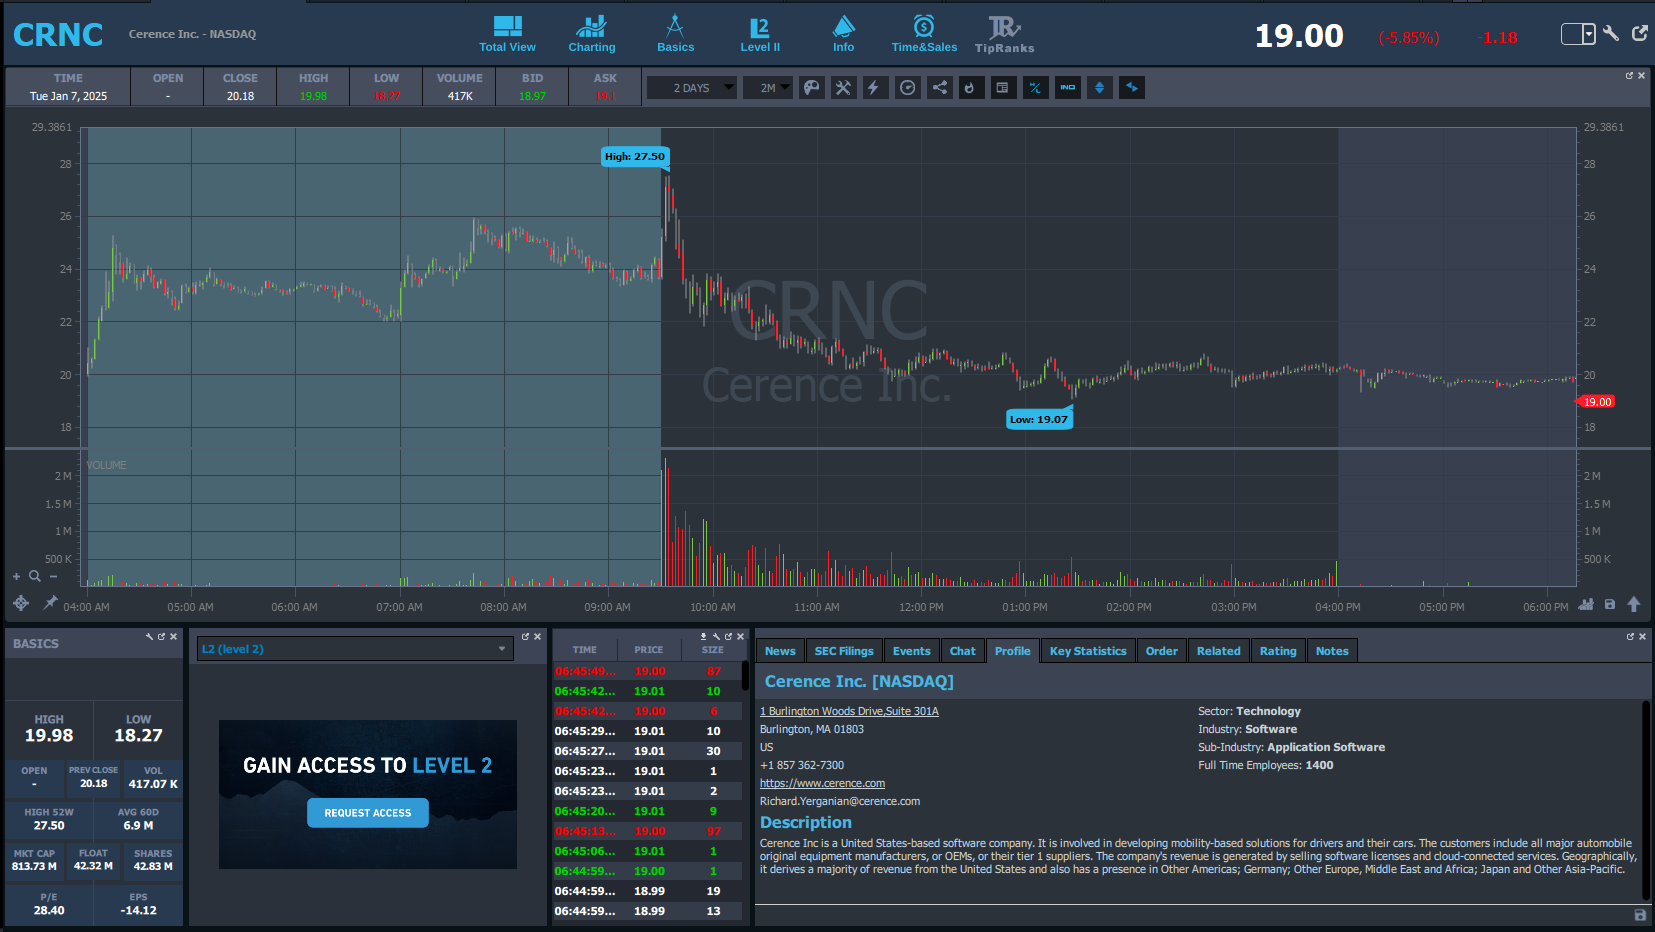 CRNC
Cerence Inc. - NASDAQ
Total View
Charting
Basics
L2
Level II
Info
Time&Sales
TR
TipRanks
19.00
(-5.85%)
-1.18
TIME OPEN CLOSE HIGH LOW VOLUME BID ASK
Tue Jan 7, 2025 - 20.18 19.98 18.27 417K 18.97 19.1
2 DAYS
2M
IND
29.3861 29.3861
High: 27.50
28 28
26 26
24 24
CRNC
22 22
Cerence Inc.
20 20
19.00
Low: 19.07
18 18
VOLUME
2 M 2 M
1.5 M 1.5 M
1 M 1 M
500 K 500 K
04:00 AM 05:00 AM 06:00 AM 07:00 AM 08:00 AM 09:00 AM 10:00 AM 11:00 AM 12:00 PM 01:00 PM 02:00 PM 03:00 PM 04:00 PM 05:00 PM 06:00 PM
BASICS
HIGH LOW
19.98 18.27
OPEN PREV CLOSE VOL
- 20.18 417.07 K
HIGH 52W AVG 60D
27.50 6.9 M
MKT CAP FLOAT SHARES
813.73 M 42.32 M 42.83 M
P/E EPS
28.40 -14.12
L2 (level 2)
GAIN ACCESS TO LEVEL 2
REQUEST ACCESS
TIME PRICE SIZE
06:45:49... 19.00 87
06:45:42... 19.01 10
06:45:42... 19.00 6
06:45:29... 19.01 10
06:45:27... 19.01 30
06:45:23... 19.01 1
06:45:23... 19.01 2
06:45:20... 19.01 9
06:45:13... 19.00 97
06:45:06... 19.01 1
06:44:59... 19.00 1
06:44:59... 18.99 19
06:44:59... 18.99 13
News SEC Filings Events Chat Profile Key Statistics Order Related Rating Notes
Cerence Inc. [NASDAQ]
1 Burlington Woods Drive,Suite 301A
Burlington, MA 01803
US
+1 857 362-7300
https://www.cerence.com
Richard.Yerganian@cerence.com
Sector: Technology
Industry: Software
Sub-Industry: Application Software
Full Time Employees: 1400
Description
Cerence Inc is a United States-based software company. It is involved in developing mobility-based solutions for drivers and their cars. The customers include all major automobile
original equipment manufacturers, or OEMs, or their tier 1 suppliers. The company's revenue is generated by selling software licenses and cloud-connected services. Geographically,
it derives a majority of revenue from the United States and also has a presence in Other Americas; Germany; Other Europe, Middle East and Africa; Japan and Other Asia-Pacific.